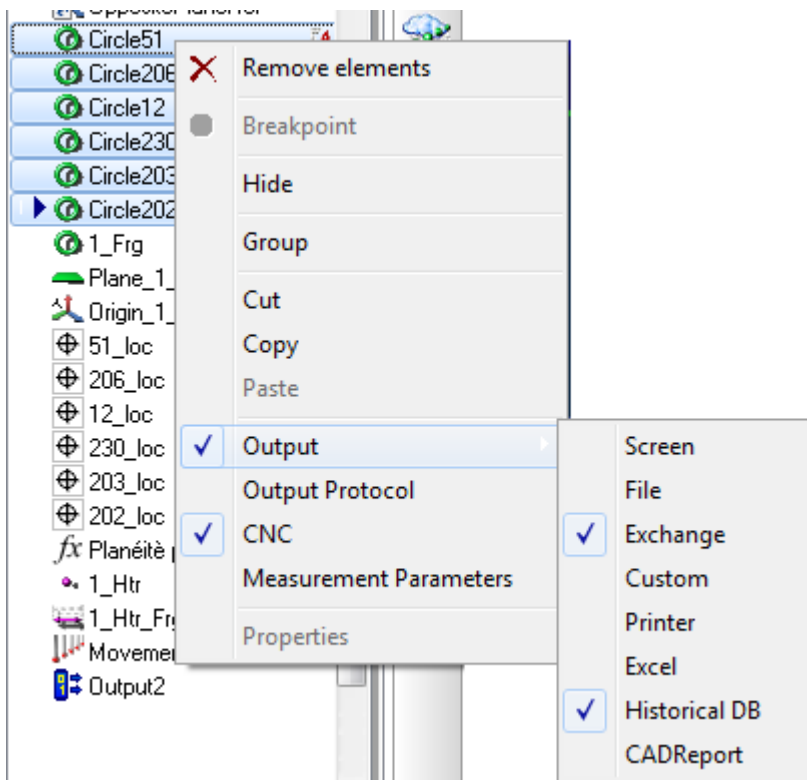 Circle51
Circle206
Circle12
Circle230
Circle203
Circle202
1_Frg
Plane_1_
Origin_1_
51_loc
206_loc
12_loc
230_loc
203_loc
202_loc
fx Planéitè
1_Htr
1_Htr_Fr
Output2
Remove elements
Breakpoint
Hide
Group
Cut
Copy
Paste
Output
Output Protocol
CNC
Measurement Parameters
Properties
Screen
File
Exchange
Custom
Printer
Excel
Historical DB
CADReport